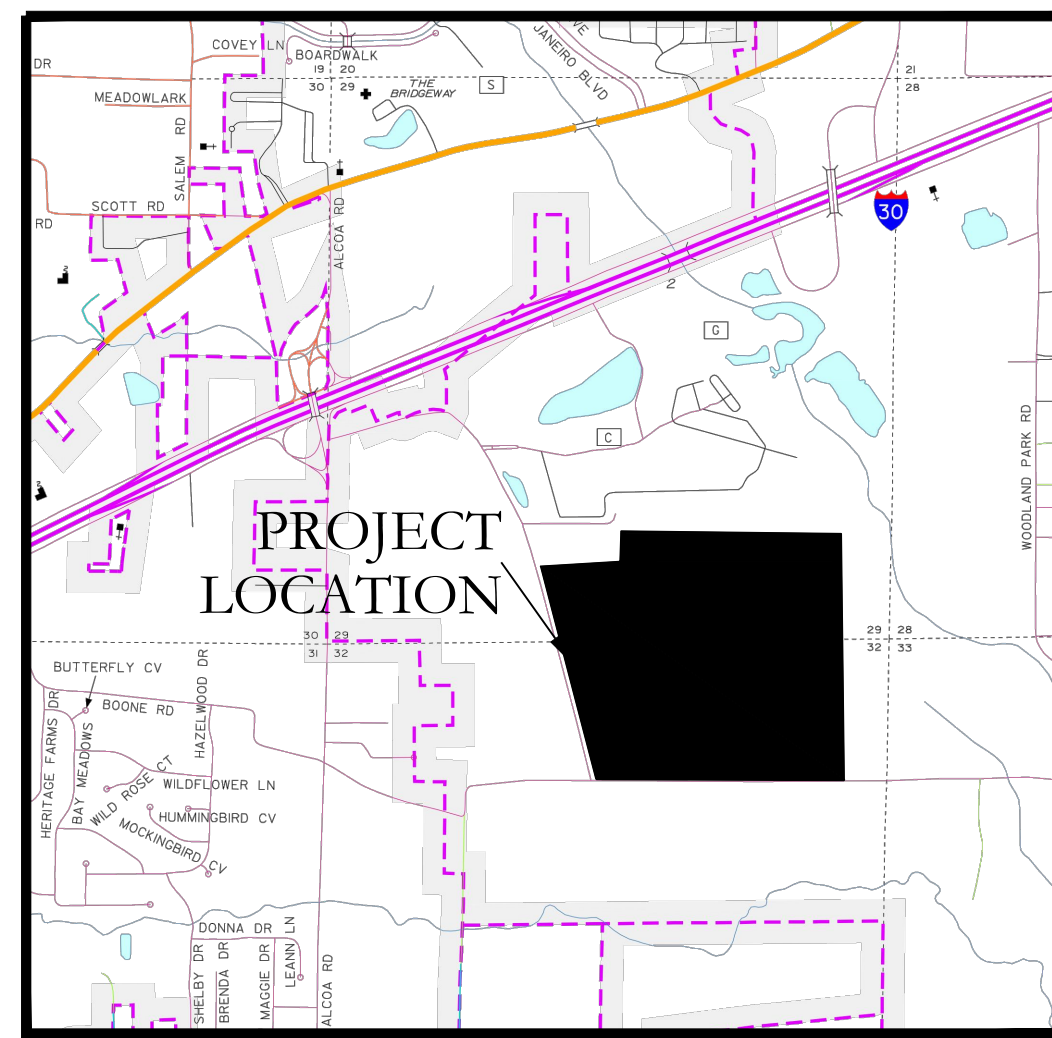 COVEY LN
BOARDWALK
DR
19 20
30 29
THE
BRIDGEWAY
S
21
28
JANEIRO BLVD
VE
MEADOWLARK
SALEM RD
SCOTT RD
RD
ALCOA RD
30
2
2
G
C
2
WOODLAND PARK RD
PROJECT
LOCATION
30 29
31 32
29 28
32 33
BUTTERFLY CV
BOONE RD
HAZELWOOD DR
HERITAGE FARMS DR
BAY MEADOWS
WILD ROSE CT
WILDFLOWER LN
HUMMINGBIRD CV
MOCKINGBIRD CV
DONNA DR
SHELBY DR
BRENDA DR
MAGGIE DR
LEANN LN
ALCOA RD